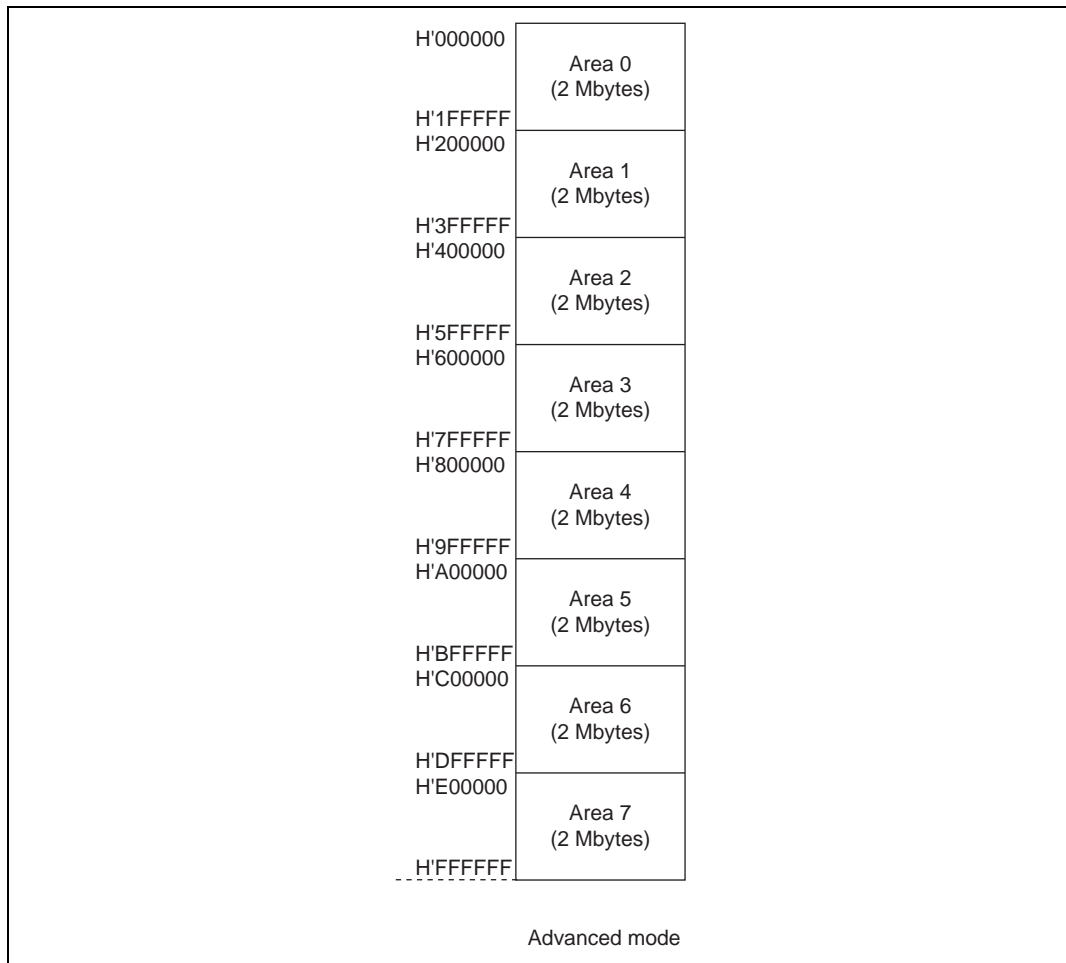 H'000000
Area 0
(2 Mbytes)
H'1FFFFF
H'200000
Area 1
(2 Mbytes)
H'3FFFFF
H'400000
Area 2
(2 Mbytes)
H'5FFFFF
H'600000
Area 3
(2 Mbytes)
H'7FFFFF
H'800000
Area 4
(2 Mbytes)
H'9FFFFF
H'A00000
Area 5
(2 Mbytes)
H'BFFFFF
H'C00000
Area 6
(2 Mbytes)
H'DFFFFF
H'E00000
Area 7
(2 Mbytes)
H'FFFFFF
Advanced mode